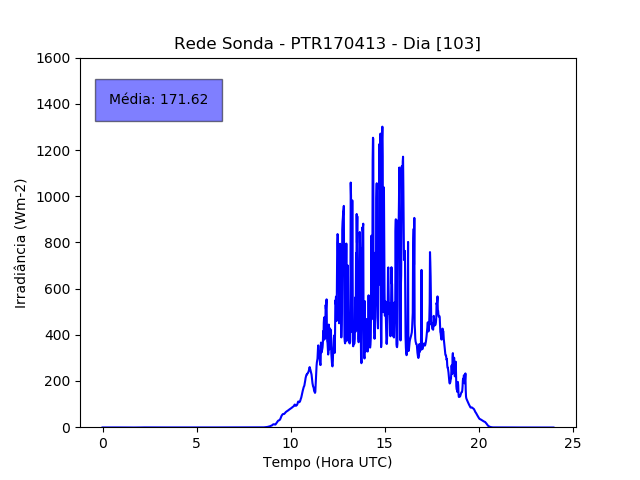 Rede Sonda - PTR170413 - Dia [103]
1600
1400
1200
1000
800
600
400
200
0
Irradiância (Wm-2)
Média: 171.62
0 5 10 15 20 25
Tempo (Hora UTC)